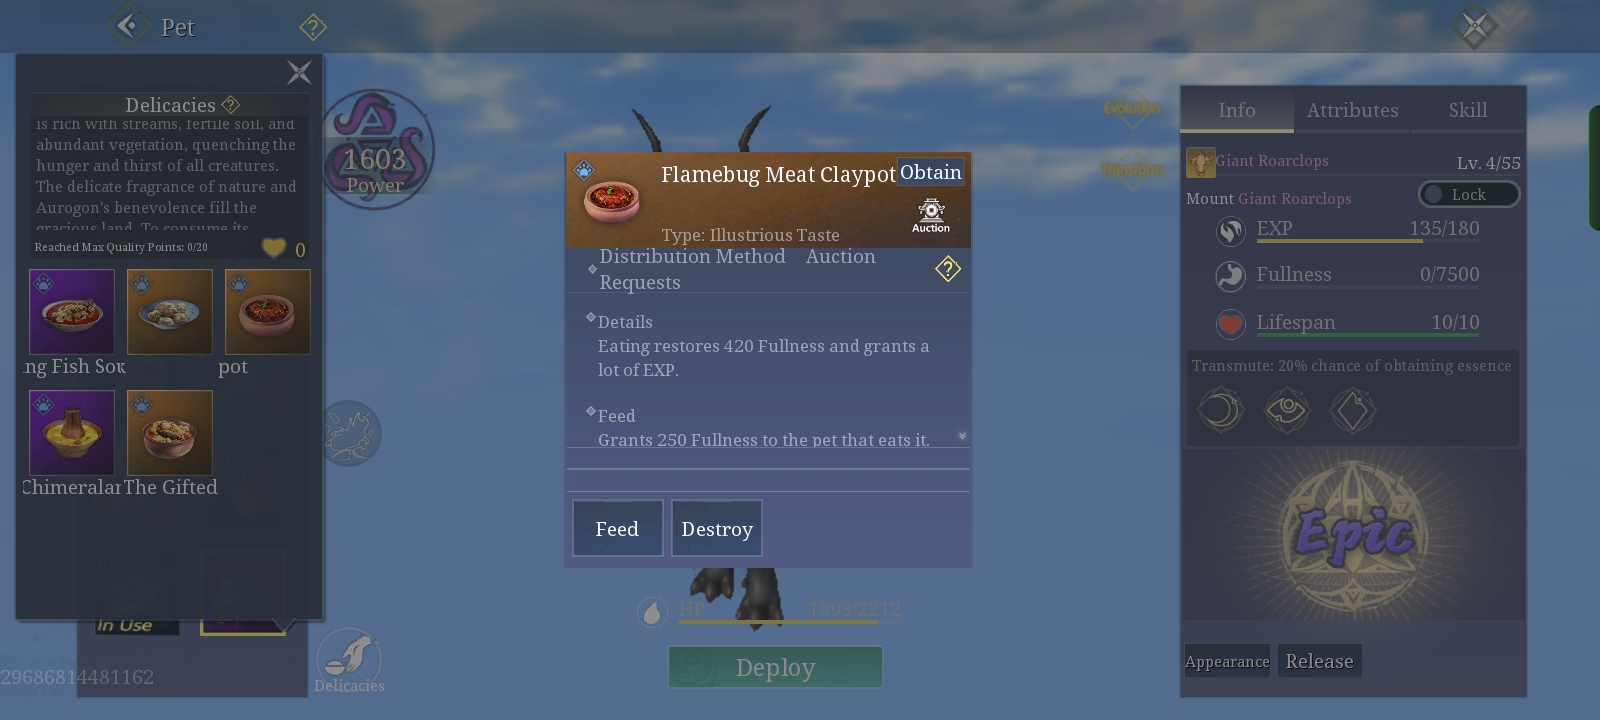 Pet
Delicacies
is rich with streams, fertile soil, and
abundant vegetation, quenching the
hunger and thirst of all creatures.
The delicate fragrance of nature and
Aurogon's benevolence fill the
gracious land. To consume its
Reached Max Quality Points: 0/20
0
ng Fish Sou
pot
Chimeralar
The Gifted
In Use
29686814481162
Delicacies
1603
Power
Flamebug Meat Claypot
Obtain
Auction
Type: Illustrious Taste
Distribution Method Auction
Requests
Details
Eating restores 420 Fullness and grants a
lot of EXP.
Feed
Grants 250 Fullness to the pet that eats it.
Feed
Destroy
HP
1993/2212
Deploy
Evolution
Transform
Info
Attributes
Skill
Giant Roarclops
Lv. 4/55
Mount Giant Roarclops
Lock
EXP
135/180
Fullness
0/7500
Lifespan
10/10
Transmute: 20% chance of obtaining essence
Epic
Appearance
Release